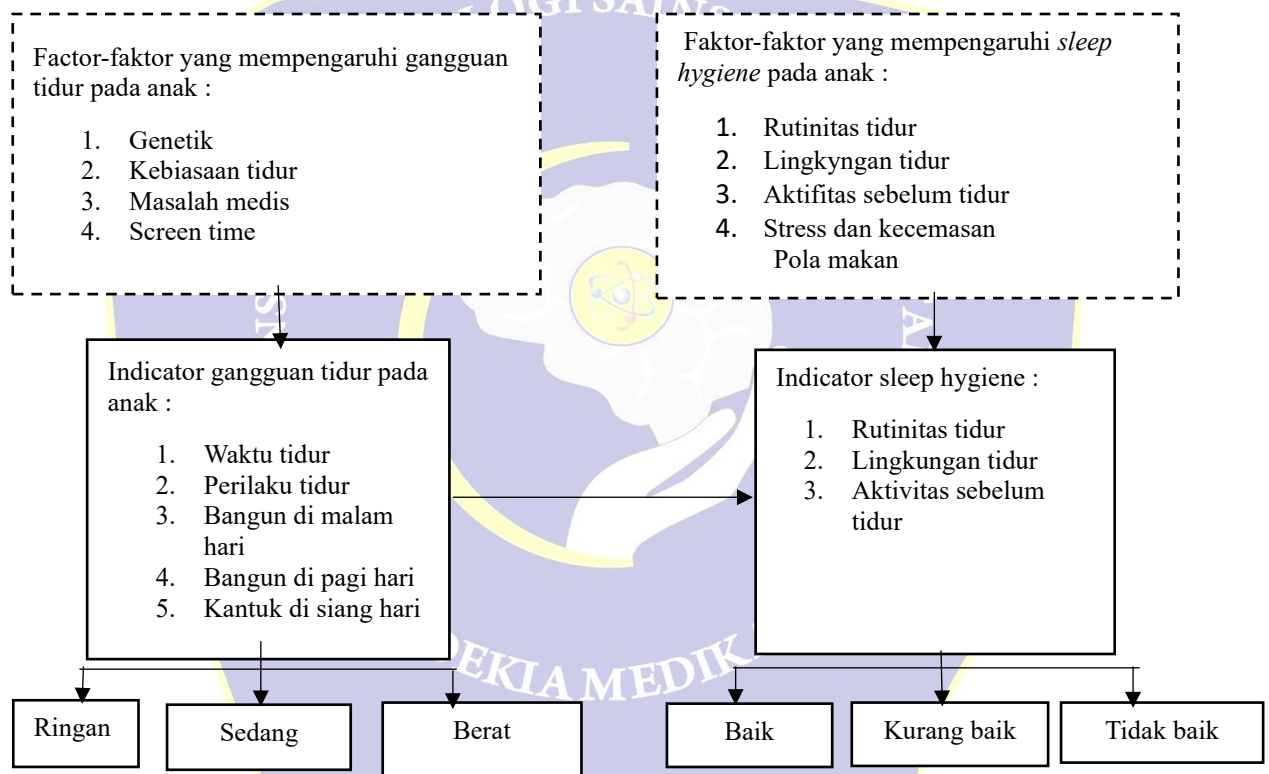 LOGI SAINS
Factor-faktor yang mempengaruhi gangguan
tidur pada anak :
1. Genetik
2. Kebiasaan tidur
3. Masalah medis
4. Screen time
Faktor-faktor yang mempengaruhi sleep
hygiene pada anak :
1. Rutinitas tidur
2. Lingkyngan tidur
3. Aktifitas sebelum tidur
4. Stress dan kecemasan
Pola makan
Indicator gangguan tidur pada
anak :
1. Waktu tidur
2. Perilaku tidur
3. Bangun di malam
hari
4. Bangun di pagi hari
5. Kantuk di siang hari
Indicator sleep hygiene :
1. Rutinitas tidur
2. Lingkungan tidur
3. Aktivitas sebelum
tidur
EKIA MEDIK
Ringan
Sedang
Berat
Baik
Kurang baik
Tidak baik